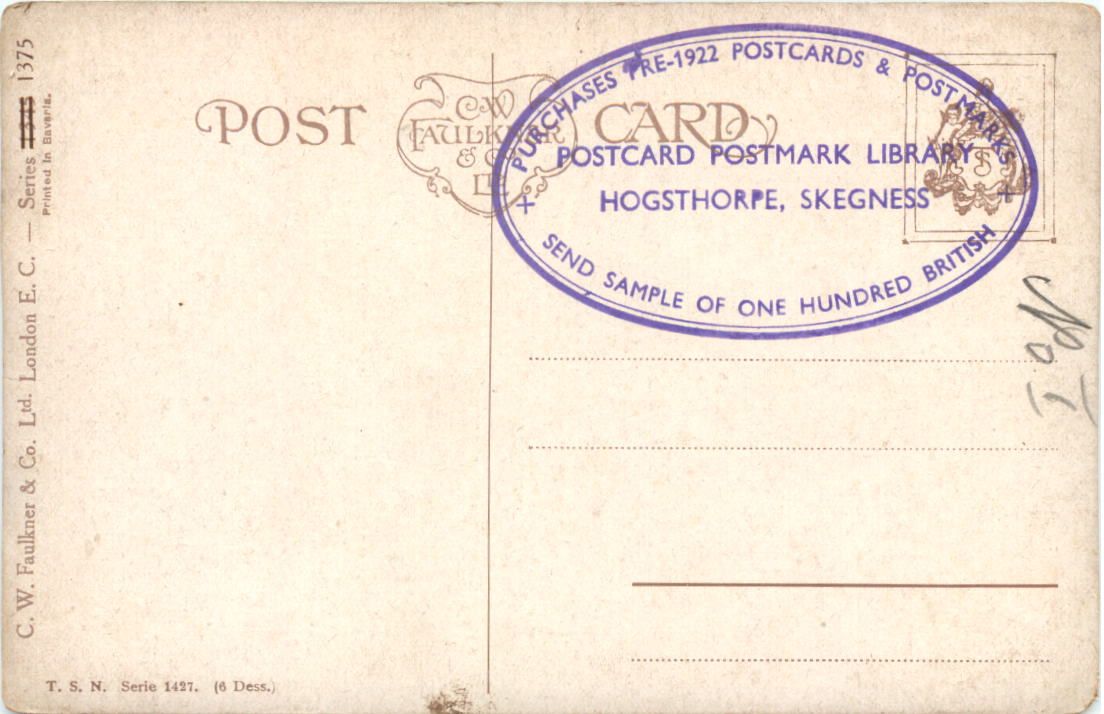 POST CARD
C.W.
FAULKNER
& Co
LTD
PURCHASES PRE-1922 POSTCARDS & POSTMARKS
POSTCARD POSTMARK LIBRARY
HOGSTHORPE, SKEGNESS
SEND SAMPLE OF ONE HUNDRED BRITISH
C. W. Faulkner & Co. Ltd. London E. C. — Series 1375
Printed in Bavaria.
T. S. N. Serie 1427. (6 Dess.)